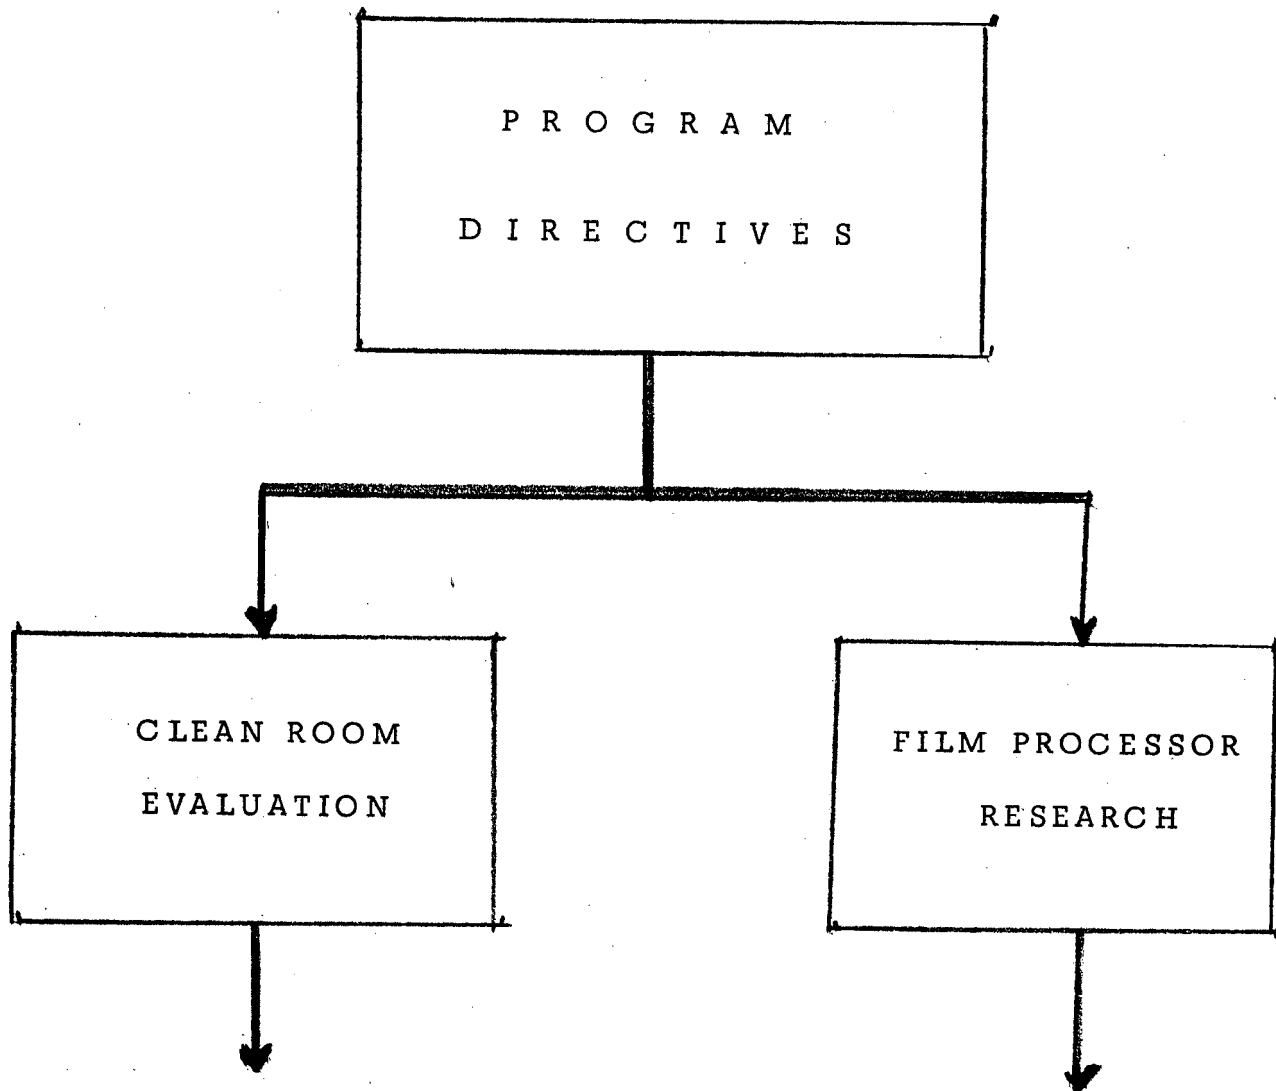 PROGRAM
DIRECTIVES
CLEAN ROOM
EVALUATION
FILM PROCESSOR
RESEARCH